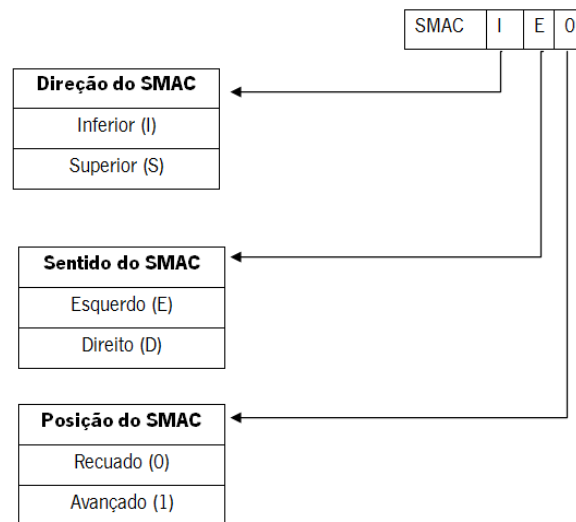 SMAC I E 0
Direção do SMAC
Inferior (I)
Superior (S)
Sentido do SMAC
Esquerdo (E)
Direito (D)
Posição do SMAC
Recuado (0)
Avançado (1)